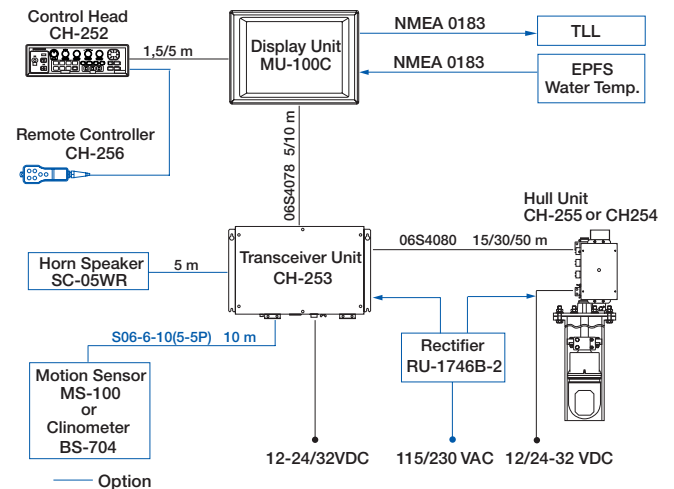 Control Head
CH-252
1,5/5 m
Display Unit
MU-100C
NMEA 0183
TLL
NMEA 0183
EPFS
Water Temp.
Remote Controller
CH-256
06S4078 5/10 m
Hull Unit
CH-255 or CH254
06S4080 15/30/50 m
Horn Speaker
SC-05WR
5 m
Transceiver Unit
CH-253
S06-6-10(5-5P) 10 m
Rectifier
RU-1746B-2
Motion Sensor
MS-100
or
Clinometer
BS-704
12-24/32VDC
115/230 VAC
12/24-32 VDC
Option